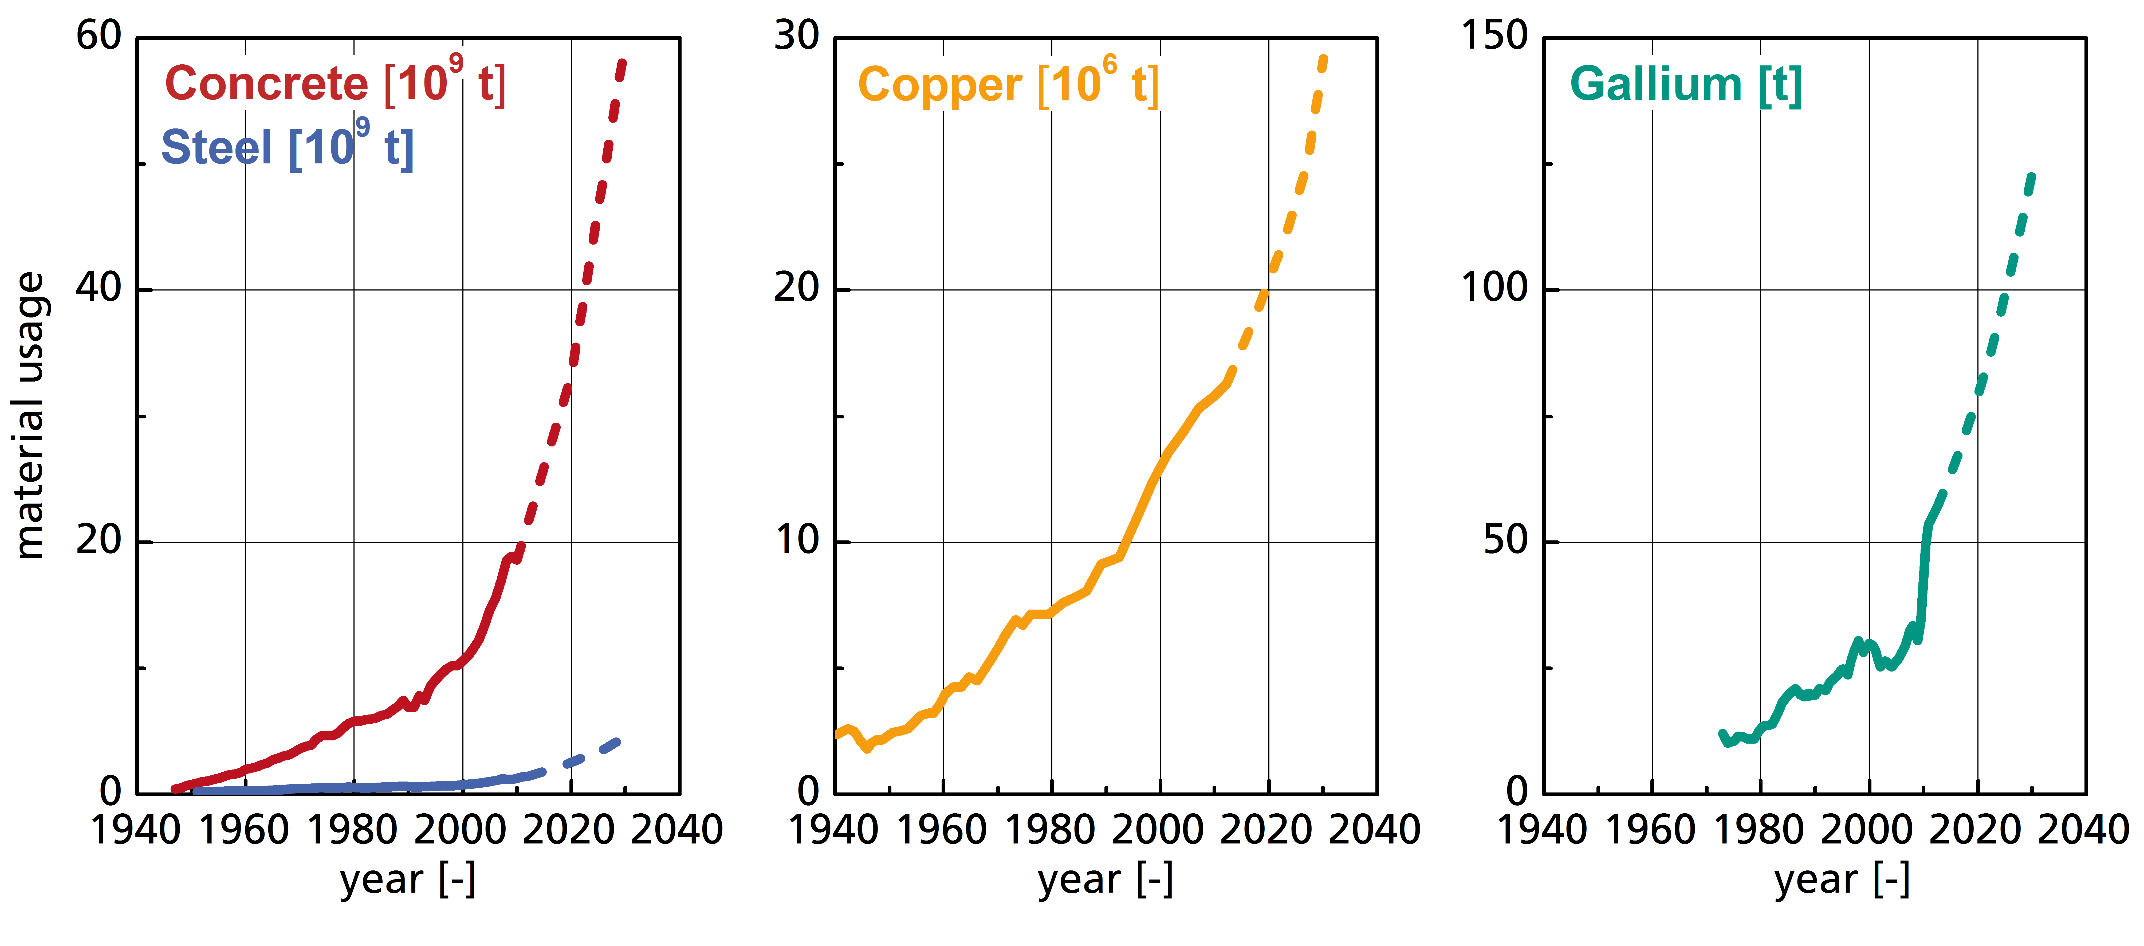 material usage
60
40
20
0
Concrete [10⁹ t]
Steel [10⁹ t]
1940 1960 1980 2000 2020 2040
year [-]
30
20
10
0
Copper [10⁶ t]
1940 1960 1980 2000 2020 2040
year [-]
150
100
50
0
Gallium [t]
1940 1960 1980 2000 2020 2040
year [-]